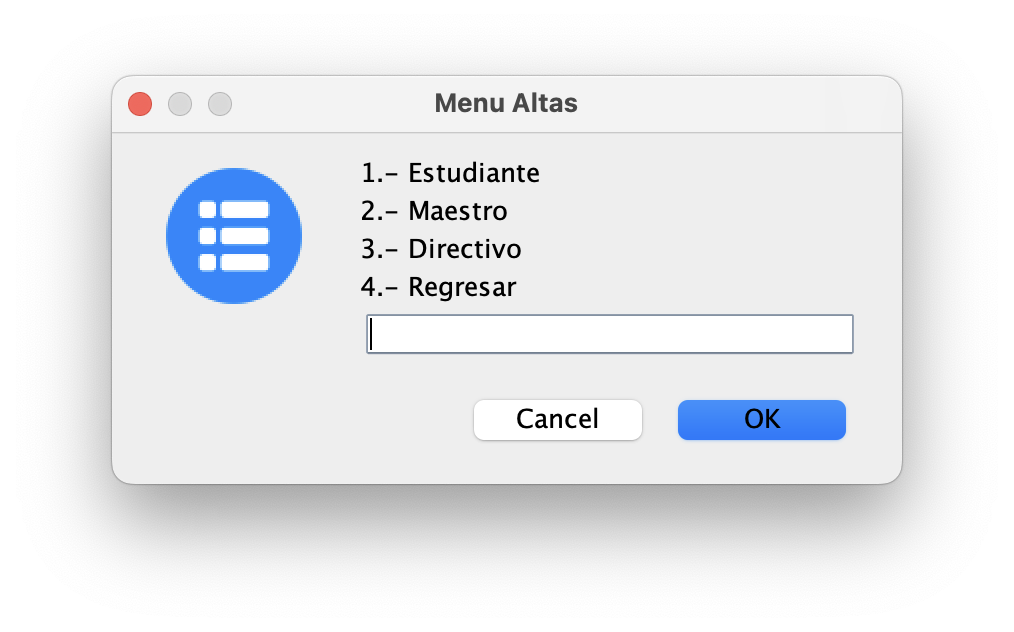 Menu Altas
1.- Estudiante
2.- Maestro
3.- Directivo
4.- Regresar
Cancel OK